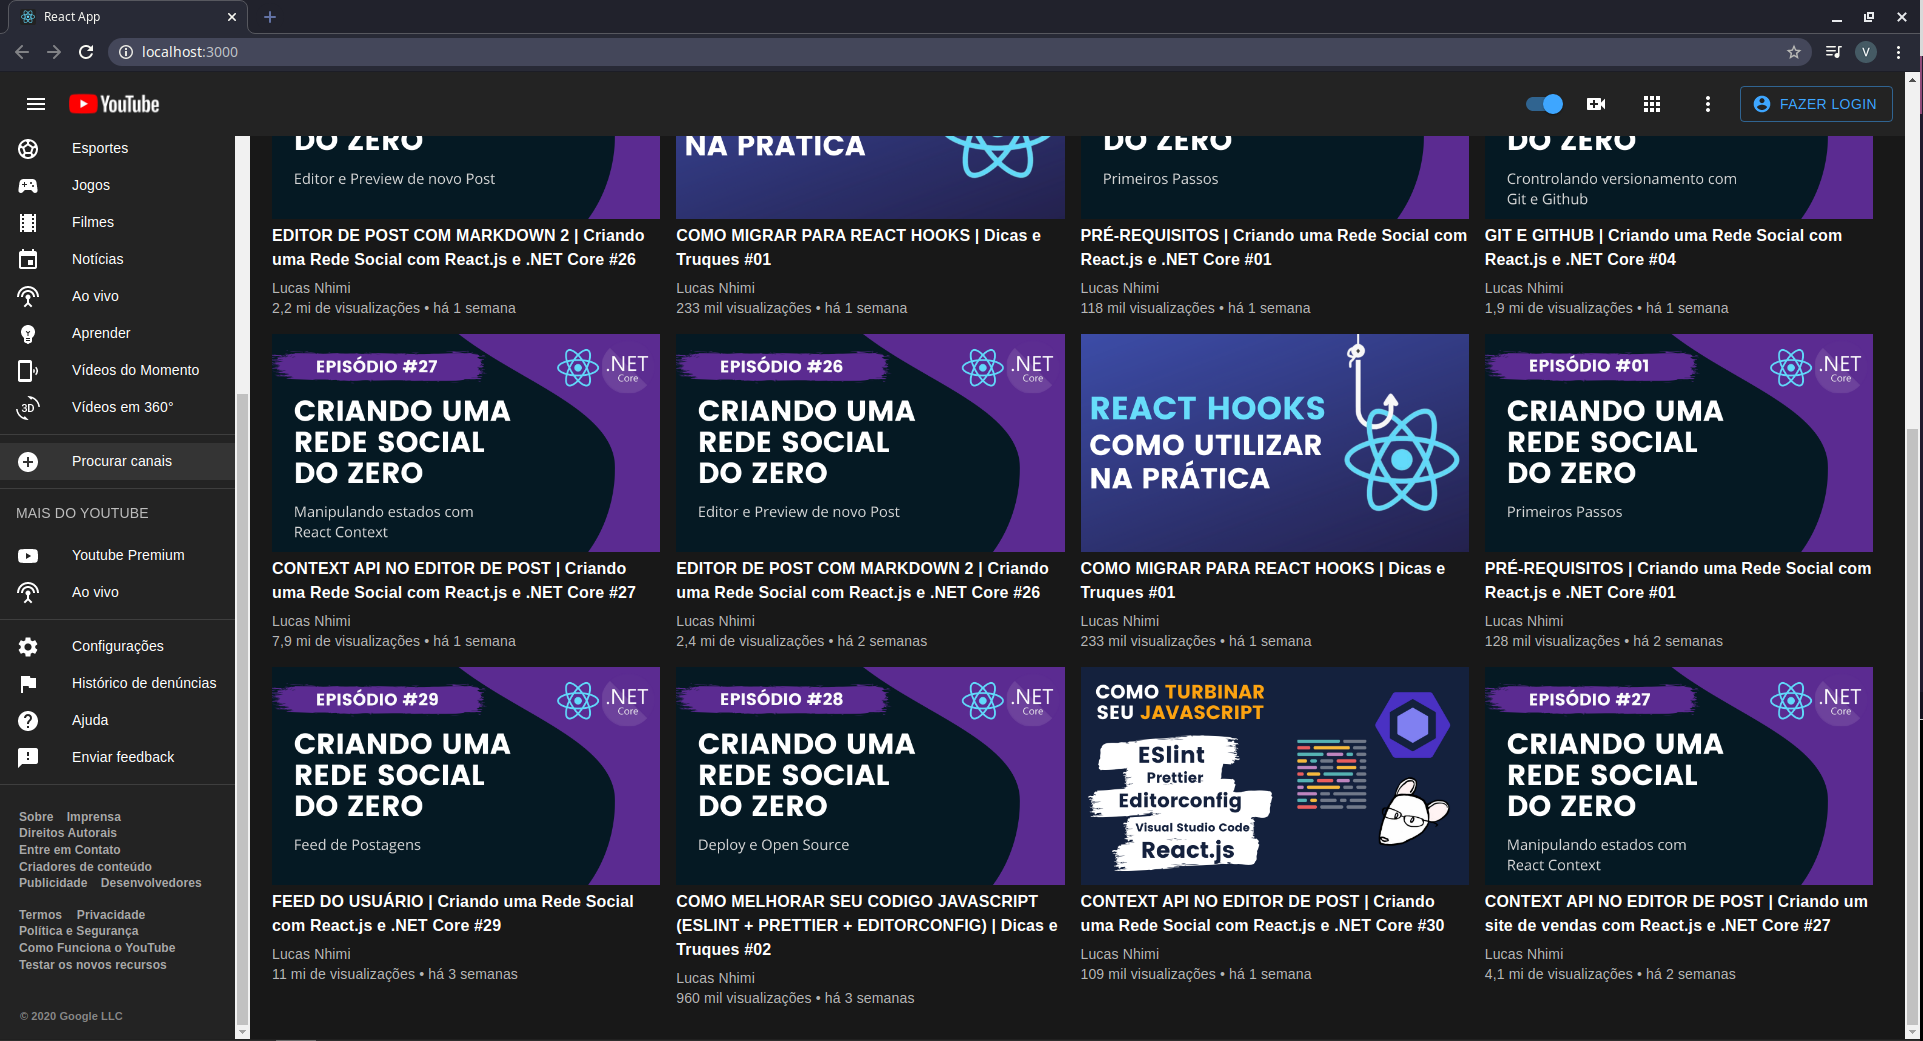 React App
localhost:3000
V
YouTube
FAZER LOGIN
Esportes
Jogos
Filmes
Notícias
Ao vivo
Aprender
Vídeos do Momento
3D
Vídeos em 360°
Procurar canais
MAIS DO YOUTUBE
Youtube Premium
Ao vivo
Configurações
Histórico de denúncias
Ajuda
Enviar feedback
Sobre Imprensa
Direitos Autorais
Entre em Contato
Criadores de conteúdo
Publicidade Desenvolvedores
Termos Privacidade
Política e Segurança
Como Funciona o YouTube
Testar os novos recursos
© 2020 Google LLC
DO ZERO
Editor e Preview de novo Post
EDITOR DE POST COM MARKDOWN 2 | Criando
uma Rede Social com React.js e .NET Core #26
Lucas Nhimi
2,2 mi de visualizações • há 1 semana
NA PRÁTICA
COMO MIGRAR PARA REACT HOOKS | Dicas e
Truques #01
Lucas Nhimi
233 mil visualizações • há 1 semana
DO ZERO
Primeiros Passos
PRÉ-REQUISITOS | Criando uma Rede Social com
React.js e .NET Core #01
Lucas Nhimi
118 mil visualizações • há 1 semana
DO ZERO
Crontrolando versionamento com
Git e Github
GIT E GITHUB | Criando uma Rede Social com
React.js e .NET Core #04
Lucas Nhimi
1,9 mi de visualizações • há 1 semana
EPISÓDIO #27
.NET
Core
CRIANDO UMA
REDE SOCIAL
DO ZERO
Manipulando estados com
React Context
CONTEXT API NO EDITOR DE POST | Criando
uma Rede Social com React.js e .NET Core #27
Lucas Nhimi
7,9 mi de visualizações • há 1 semana
EPISÓDIO #26
.NET
Core
CRIANDO UMA
REDE SOCIAL
DO ZERO
Editor e Preview de novo Post
EDITOR DE POST COM MARKDOWN 2 | Criando
uma Rede Social com React.js e .NET Core #26
Lucas Nhimi
2,4 mi de visualizações • há 2 semanas
REACT HOOKS
COMO UTILIZAR
NA PRÁTICA
COMO MIGRAR PARA REACT HOOKS | Dicas e
Truques #01
Lucas Nhimi
233 mil visualizações • há 1 semana
EPISÓDIO #01
.NET
Core
CRIANDO UMA
REDE SOCIAL
DO ZERO
Primeiros Passos
PRÉ-REQUISITOS | Criando uma Rede Social com
React.js e .NET Core #01
Lucas Nhimi
128 mil visualizações • há 2 semanas
EPISÓDIO #29
.NET
Core
CRIANDO UMA
REDE SOCIAL
DO ZERO
Feed de Postagens
FEED DO USUÁRIO | Criando uma Rede Social
com React.js e .NET Core #29
Lucas Nhimi
11 mi de visualizações • há 3 semanas
EPISÓDIO #28
.NET
Core
CRIANDO UMA
REDE SOCIAL
DO ZERO
Deploy e Open Source
COMO MELHORAR SEU CODIGO JAVASCRIPT
(ESLINT + PRETTIER + EDITORCONFIG) | Dicas e
Truques #02
Lucas Nhimi
960 mil visualizações • há 3 semanas
COMO TURBINAR
SEU JAVASCRIPT
ESlint
Prettier
Editorconfig
Visual Studio Code
React.js
CONTEXT API NO EDITOR DE POST | Criando
uma Rede Social com React.js e .NET Core #30
Lucas Nhimi
109 mil visualizações • há 1 semana
EPISÓDIO #27
.NET
Core
CRIANDO UMA
REDE SOCIAL
DO ZERO
Manipulando estados com
React Context
CONTEXT API NO EDITOR DE POST | Criando um
site de vendas com React.js e .NET Core #27
Lucas Nhimi
4,1 mi de visualizações • há 2 semanas